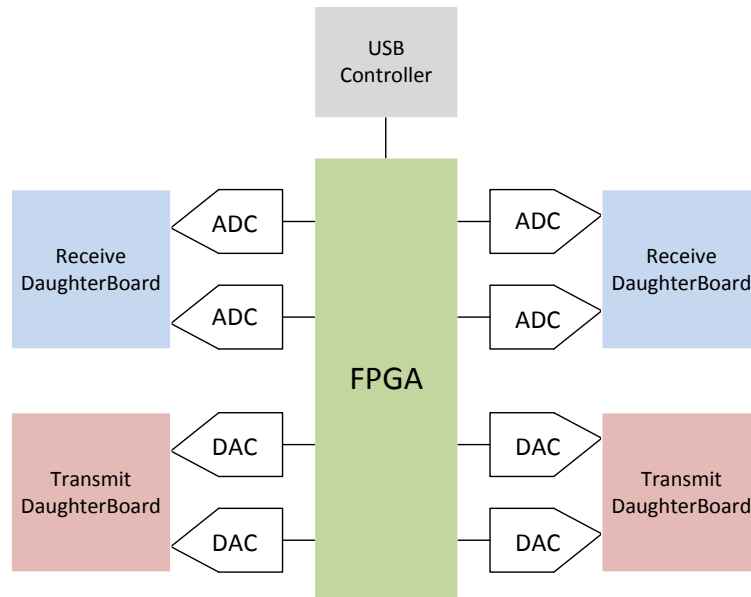 USB
Controller
ADC
ADC
Receive
DaughterBoard
Receive
DaughterBoard
ADC
ADC
FPGA
DAC
DAC
Transmit
DaughterBoard
Transmit
DaughterBoard
DAC
DAC